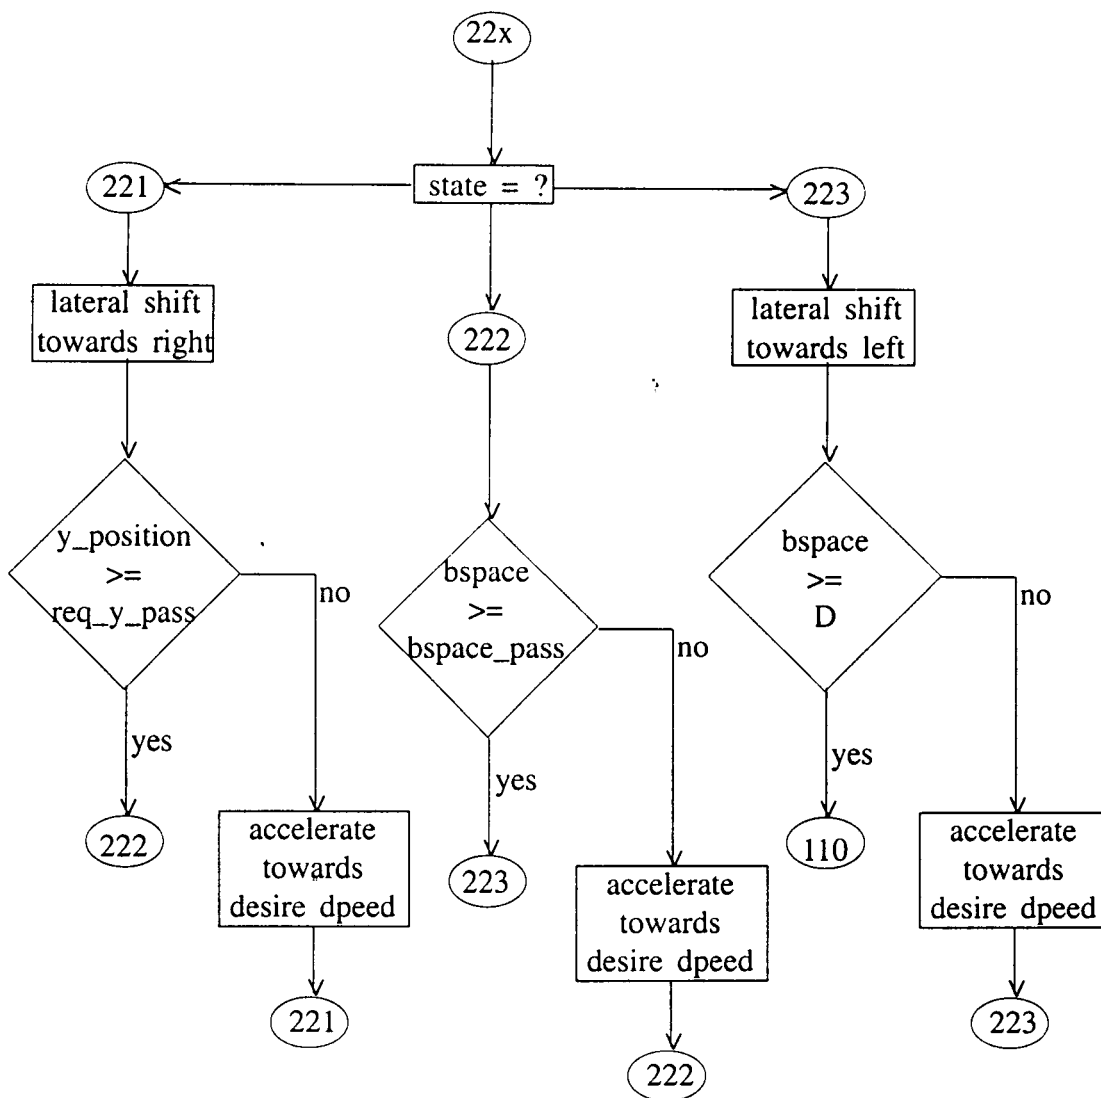 22x
state = ?
221
lateral shift
towards right
y_position
>=
req_y_pass
no
yes
222
accelerate
towards
desire dpeed
221
222
bspace
>=
bspace_pass
no
yes
223
accelerate
towards
desire dpeed
222
223
lateral shift
towards left
bspace
>=
D
no
yes
110
accelerate
towards
desire dpeed
223